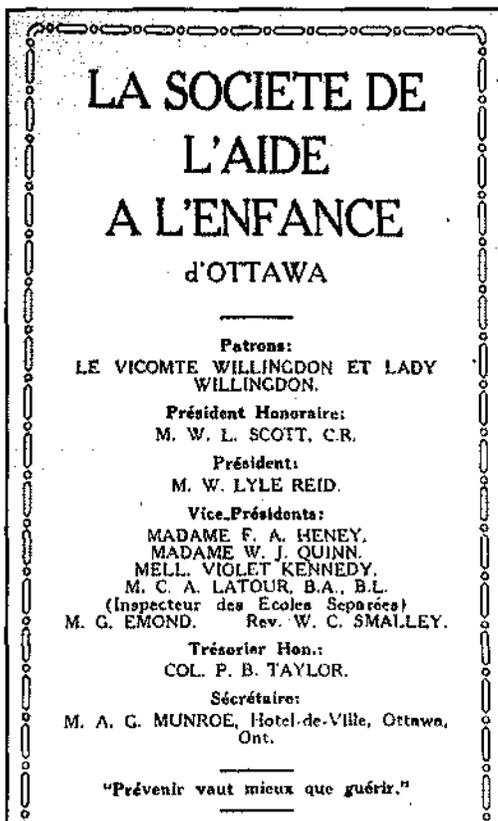 LA SOCIETE DE
L'AIDE
A L'ENFANCE
d'OTTAWA
Patrons:
LE VICOMTE WILLINGDON ET LADY
WILLINGDON.
Président Honoraire:
M. W. L. SCOTT, C.R.
Président:
M. W. LYLE REID.
Vice-Présidents:
MADAME F. A. HENEY.
MADAME W. J. QUINN.
MELL. VIOLET KENNEDY.
M. C. A. LATOUR, B.A., B.L.
(Inspecteur des Ecoles Separées)
M. G. EMOND. Rev. W. C. SMALLEY.
Trésorier Hon.:
COL. P. B. TAYLOR.
Sécrétaire:
M. A. G. MUNROE, Hotel-de-Ville, Ottawa,
Ont.
"Prévenir vaut mieux que guérir."